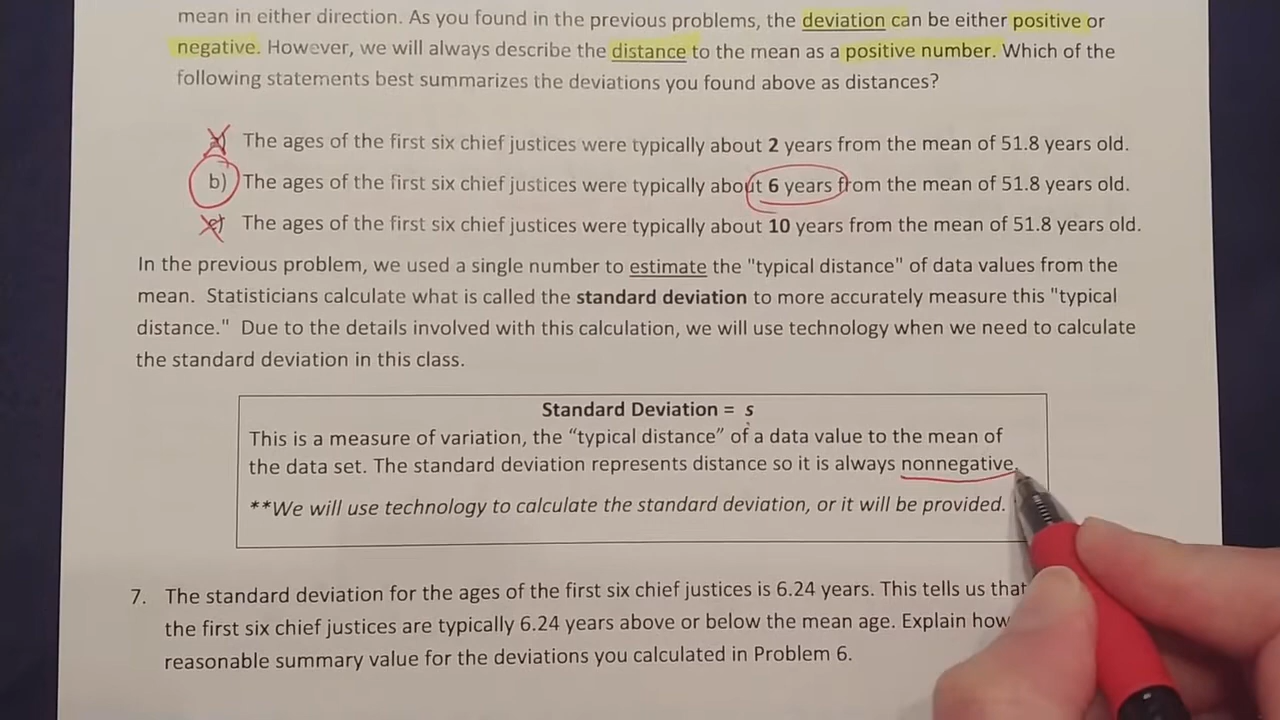 mean in either direction. As you found in the previous problems, the deviation can be either positive or
negative. However, we will always describe the distance to the mean as a positive number. Which of the
following statements best summarizes the deviations you found above as distances?
a) The ages of the first six chief justices were typically about 2 years from the mean of 51.8 years old.
b) The ages of the first six chief justices were typically about 6 years from the mean of 51.8 years old.
c) The ages of the first six chief justices were typically about 10 years from the mean of 51.8 years old.
In the previous problem, we used a single number to estimate the "typical distance" of data values from the
mean. Statisticians calculate what is called the standard deviation to more accurately measure this "typical
distance." Due to the details involved with this calculation, we will use technology when we need to calculate
the standard deviation in this class.
Standard Deviation = s
This is a measure of variation, the “typical distance” of a data value to the mean of
the data set. The standard deviation represents distance so it is always nonnegative.
**We will use technology to calculate the standard deviation, or it will be provided.
7. The standard deviation for the ages of the first six chief justices is 6.24 years. This tells us that
the first six chief justices are typically 6.24 years above or below the mean age. Explain how
reasonable summary value for the deviations you calculated in Problem 6.